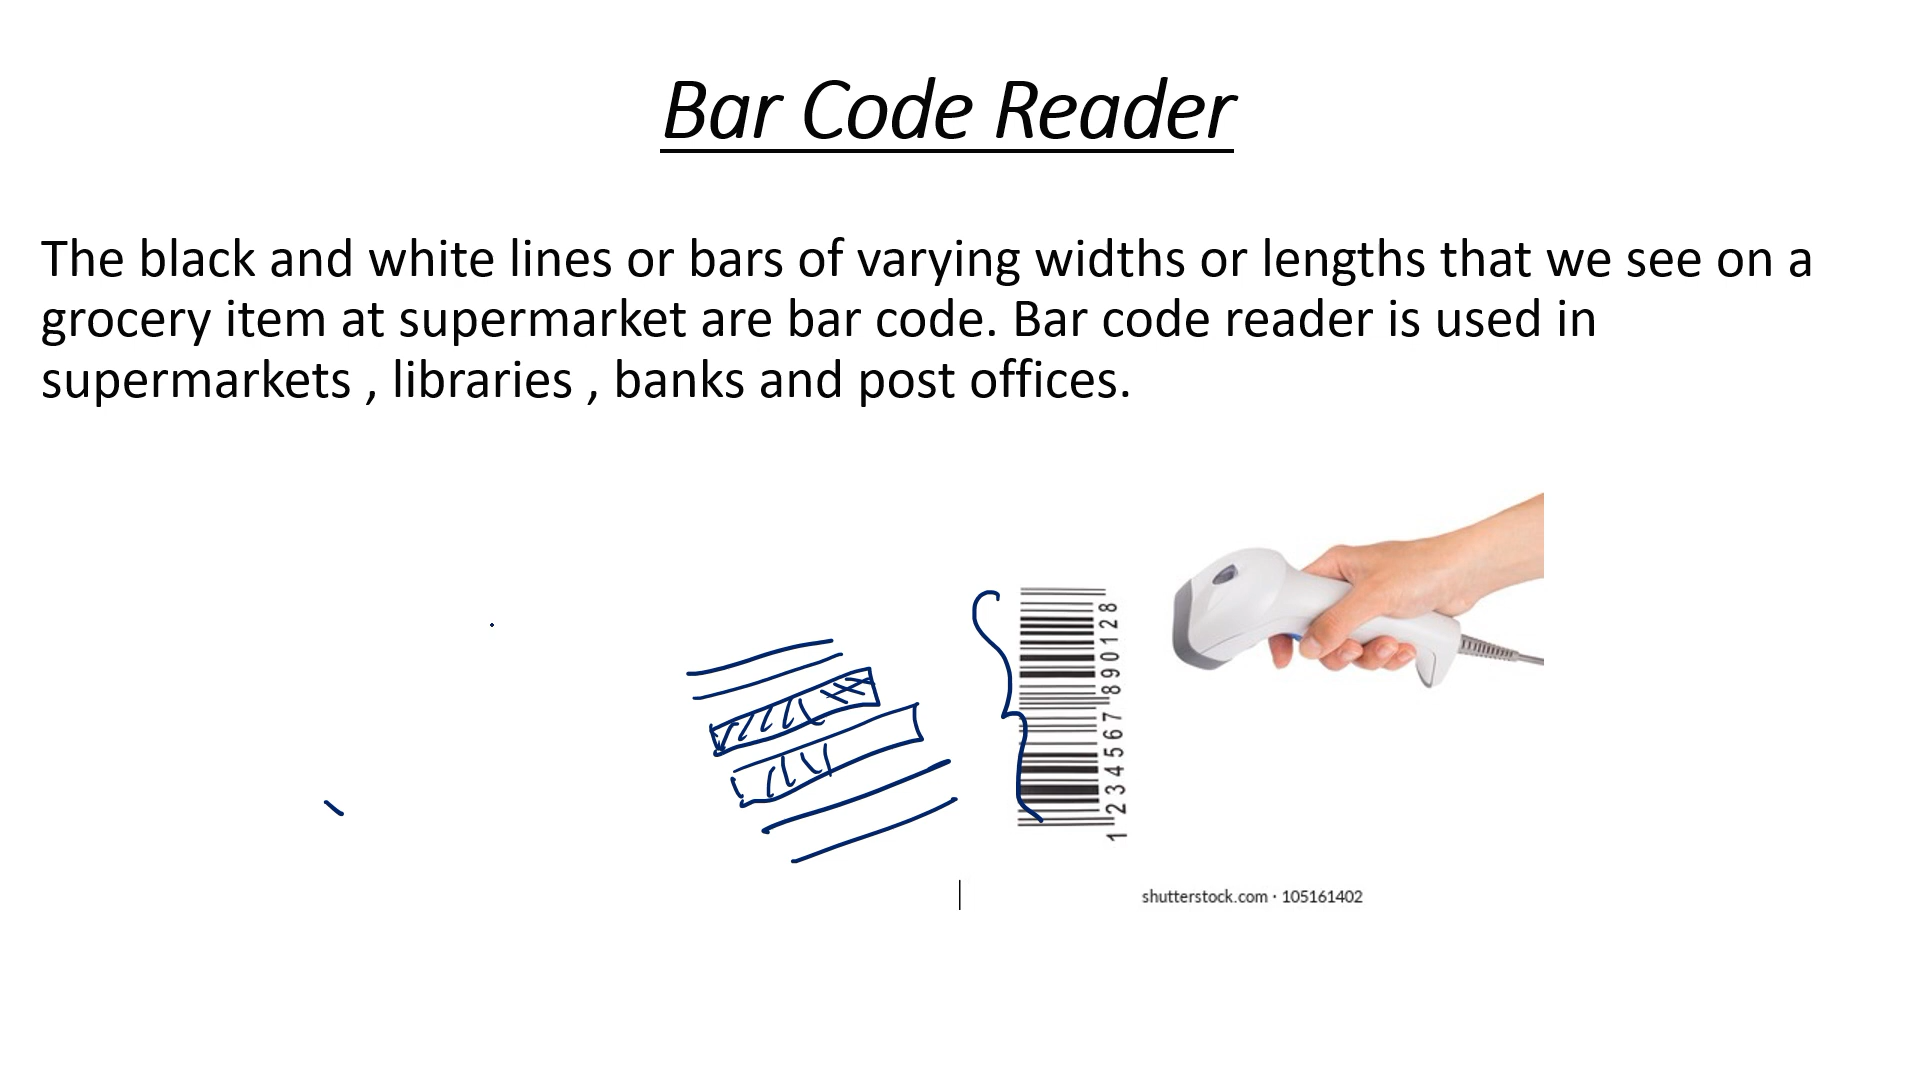 Bar Code Reader
The black and white lines or bars of varying widths or lengths that we see on a
grocery item at supermarket are bar code. Bar code reader is used in
supermarkets , libraries , banks and post offices.
1 234567 890128
shutterstock.com · 105161402